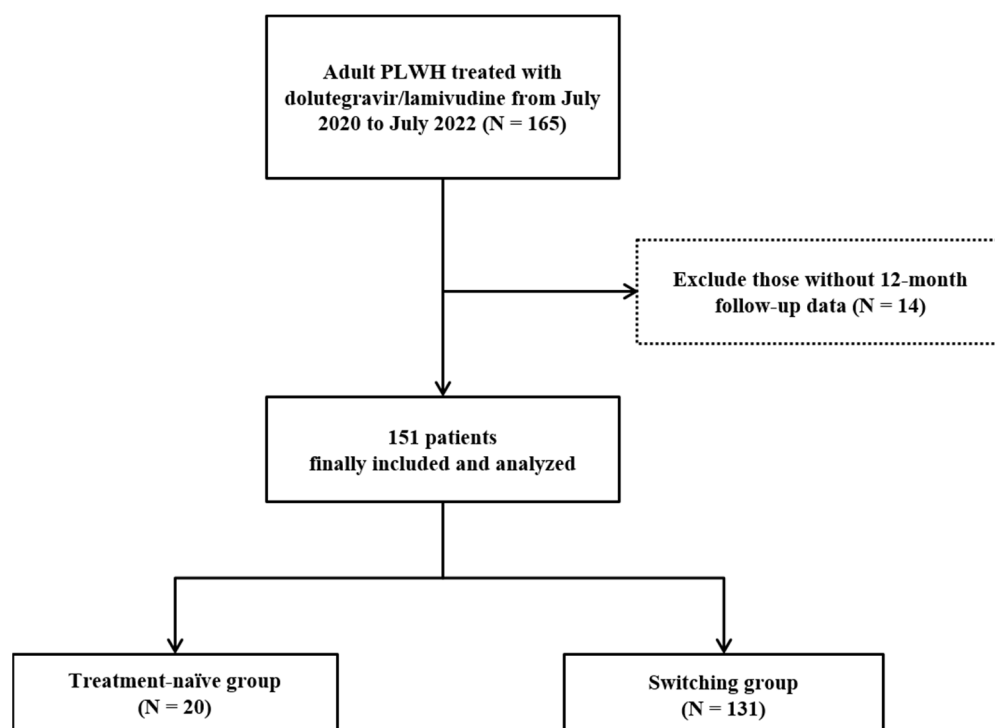 Adult PLWH treated with
dolutegravir/lamivudine from July
2020 to July 2022 (N = 165)
Exclude those without 12-month
follow-up data (N = 14)
151 patients
finally included and analyzed
Treatment-naïve group
(N = 20)
Switching group
(N = 131)